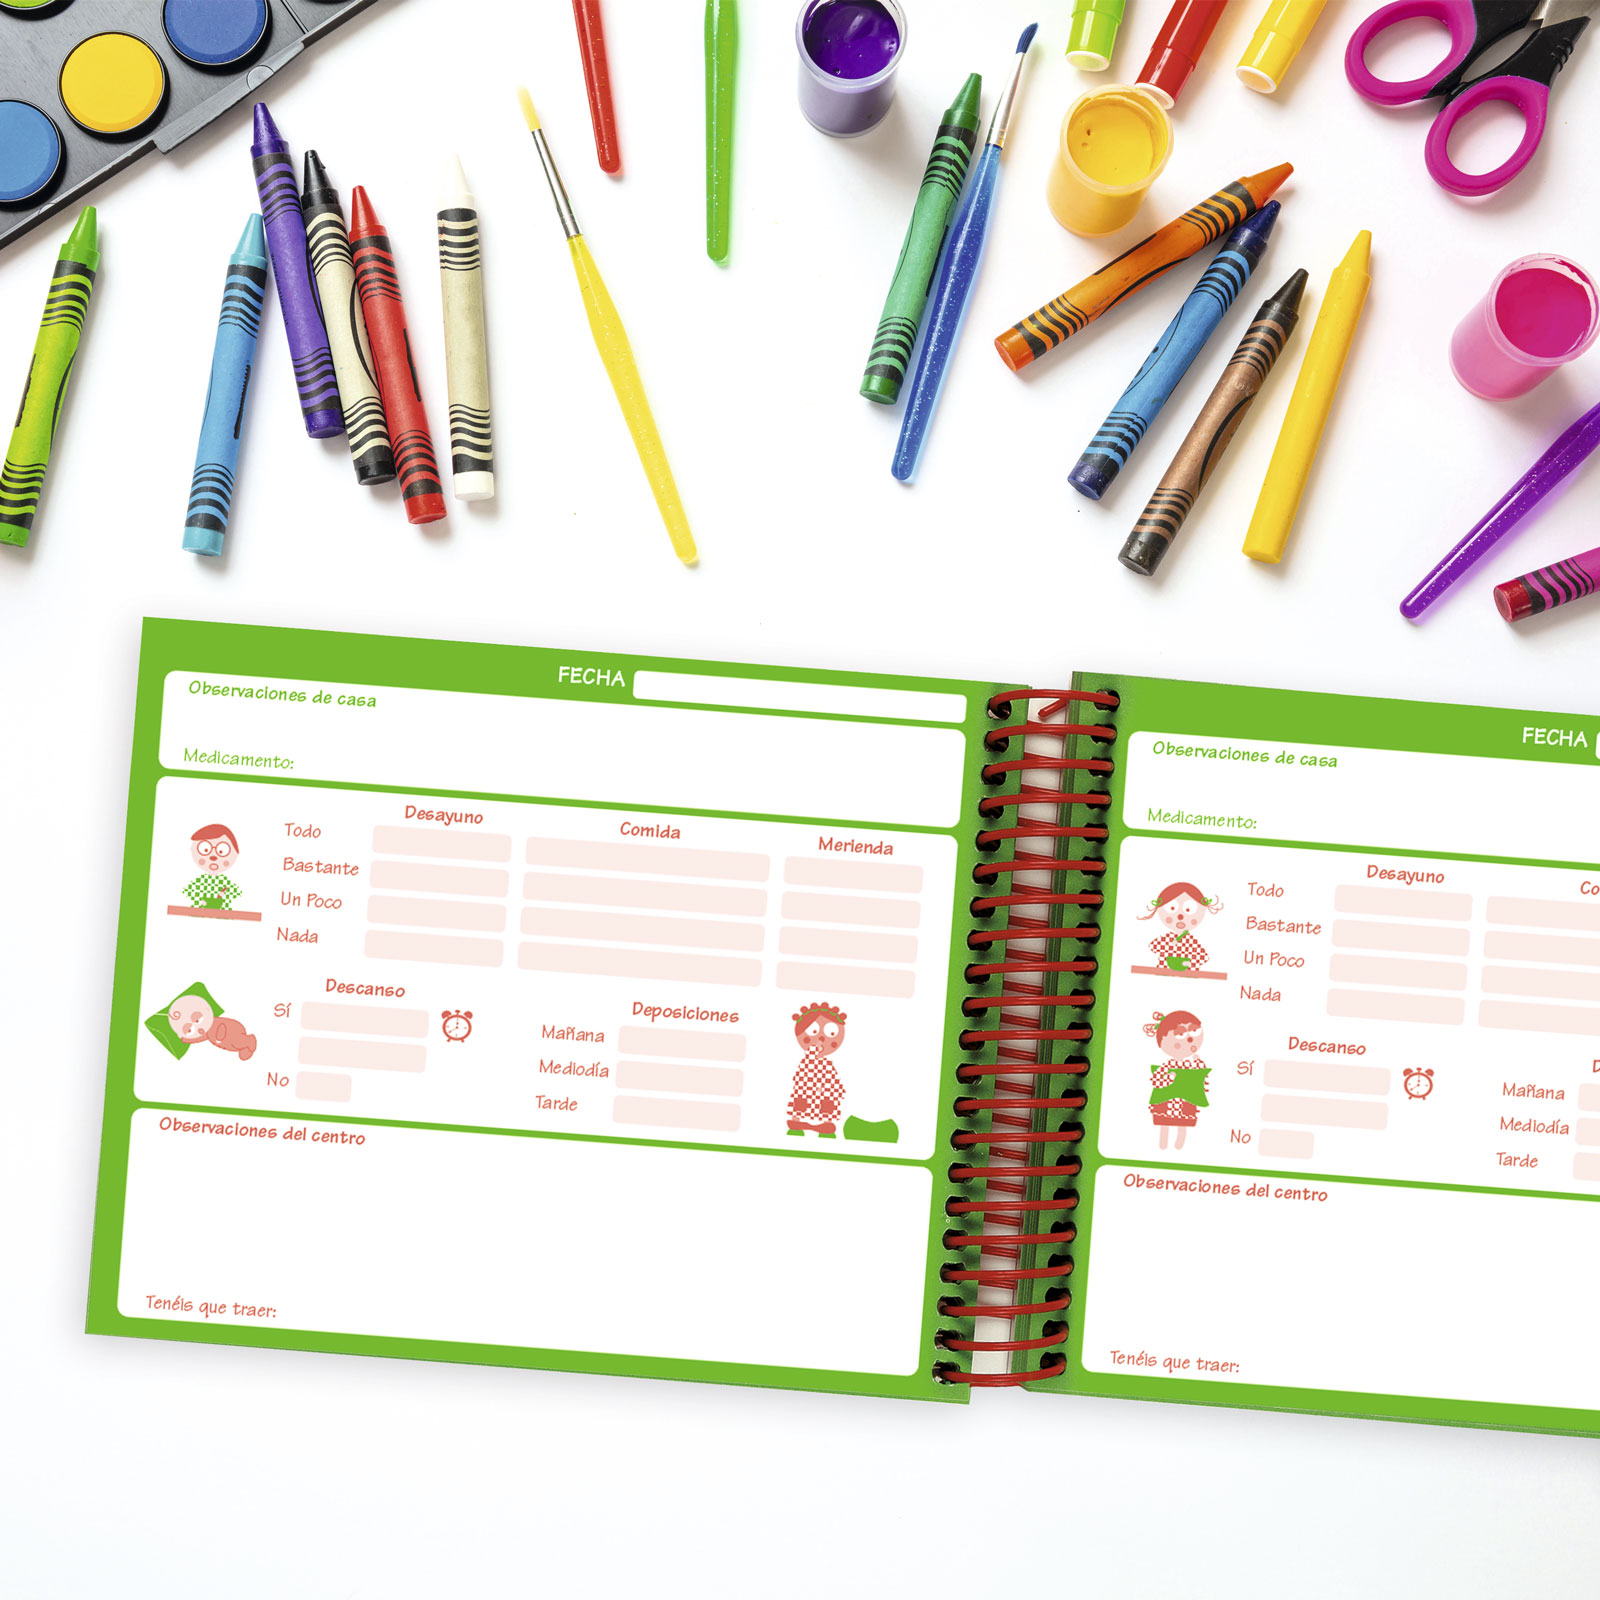 FECHA
Observaciones de casa
Medicamento:
Desayuno Comida Merienda
Todo
Bastante
Un Poco
Nada
Descanso
Sí
No
Deposiciones
Mañana
Mediodía
Tarde
Observaciones del centro
Tenéis que traer:
FECHA
Observaciones de casa
Medicamento:
Desayuno
Todo
Bastante
Un Poco
Nada
Descanso
Sí
No
Mañana
Mediodía
Tarde
Observaciones del centro
Tenéis que traer: